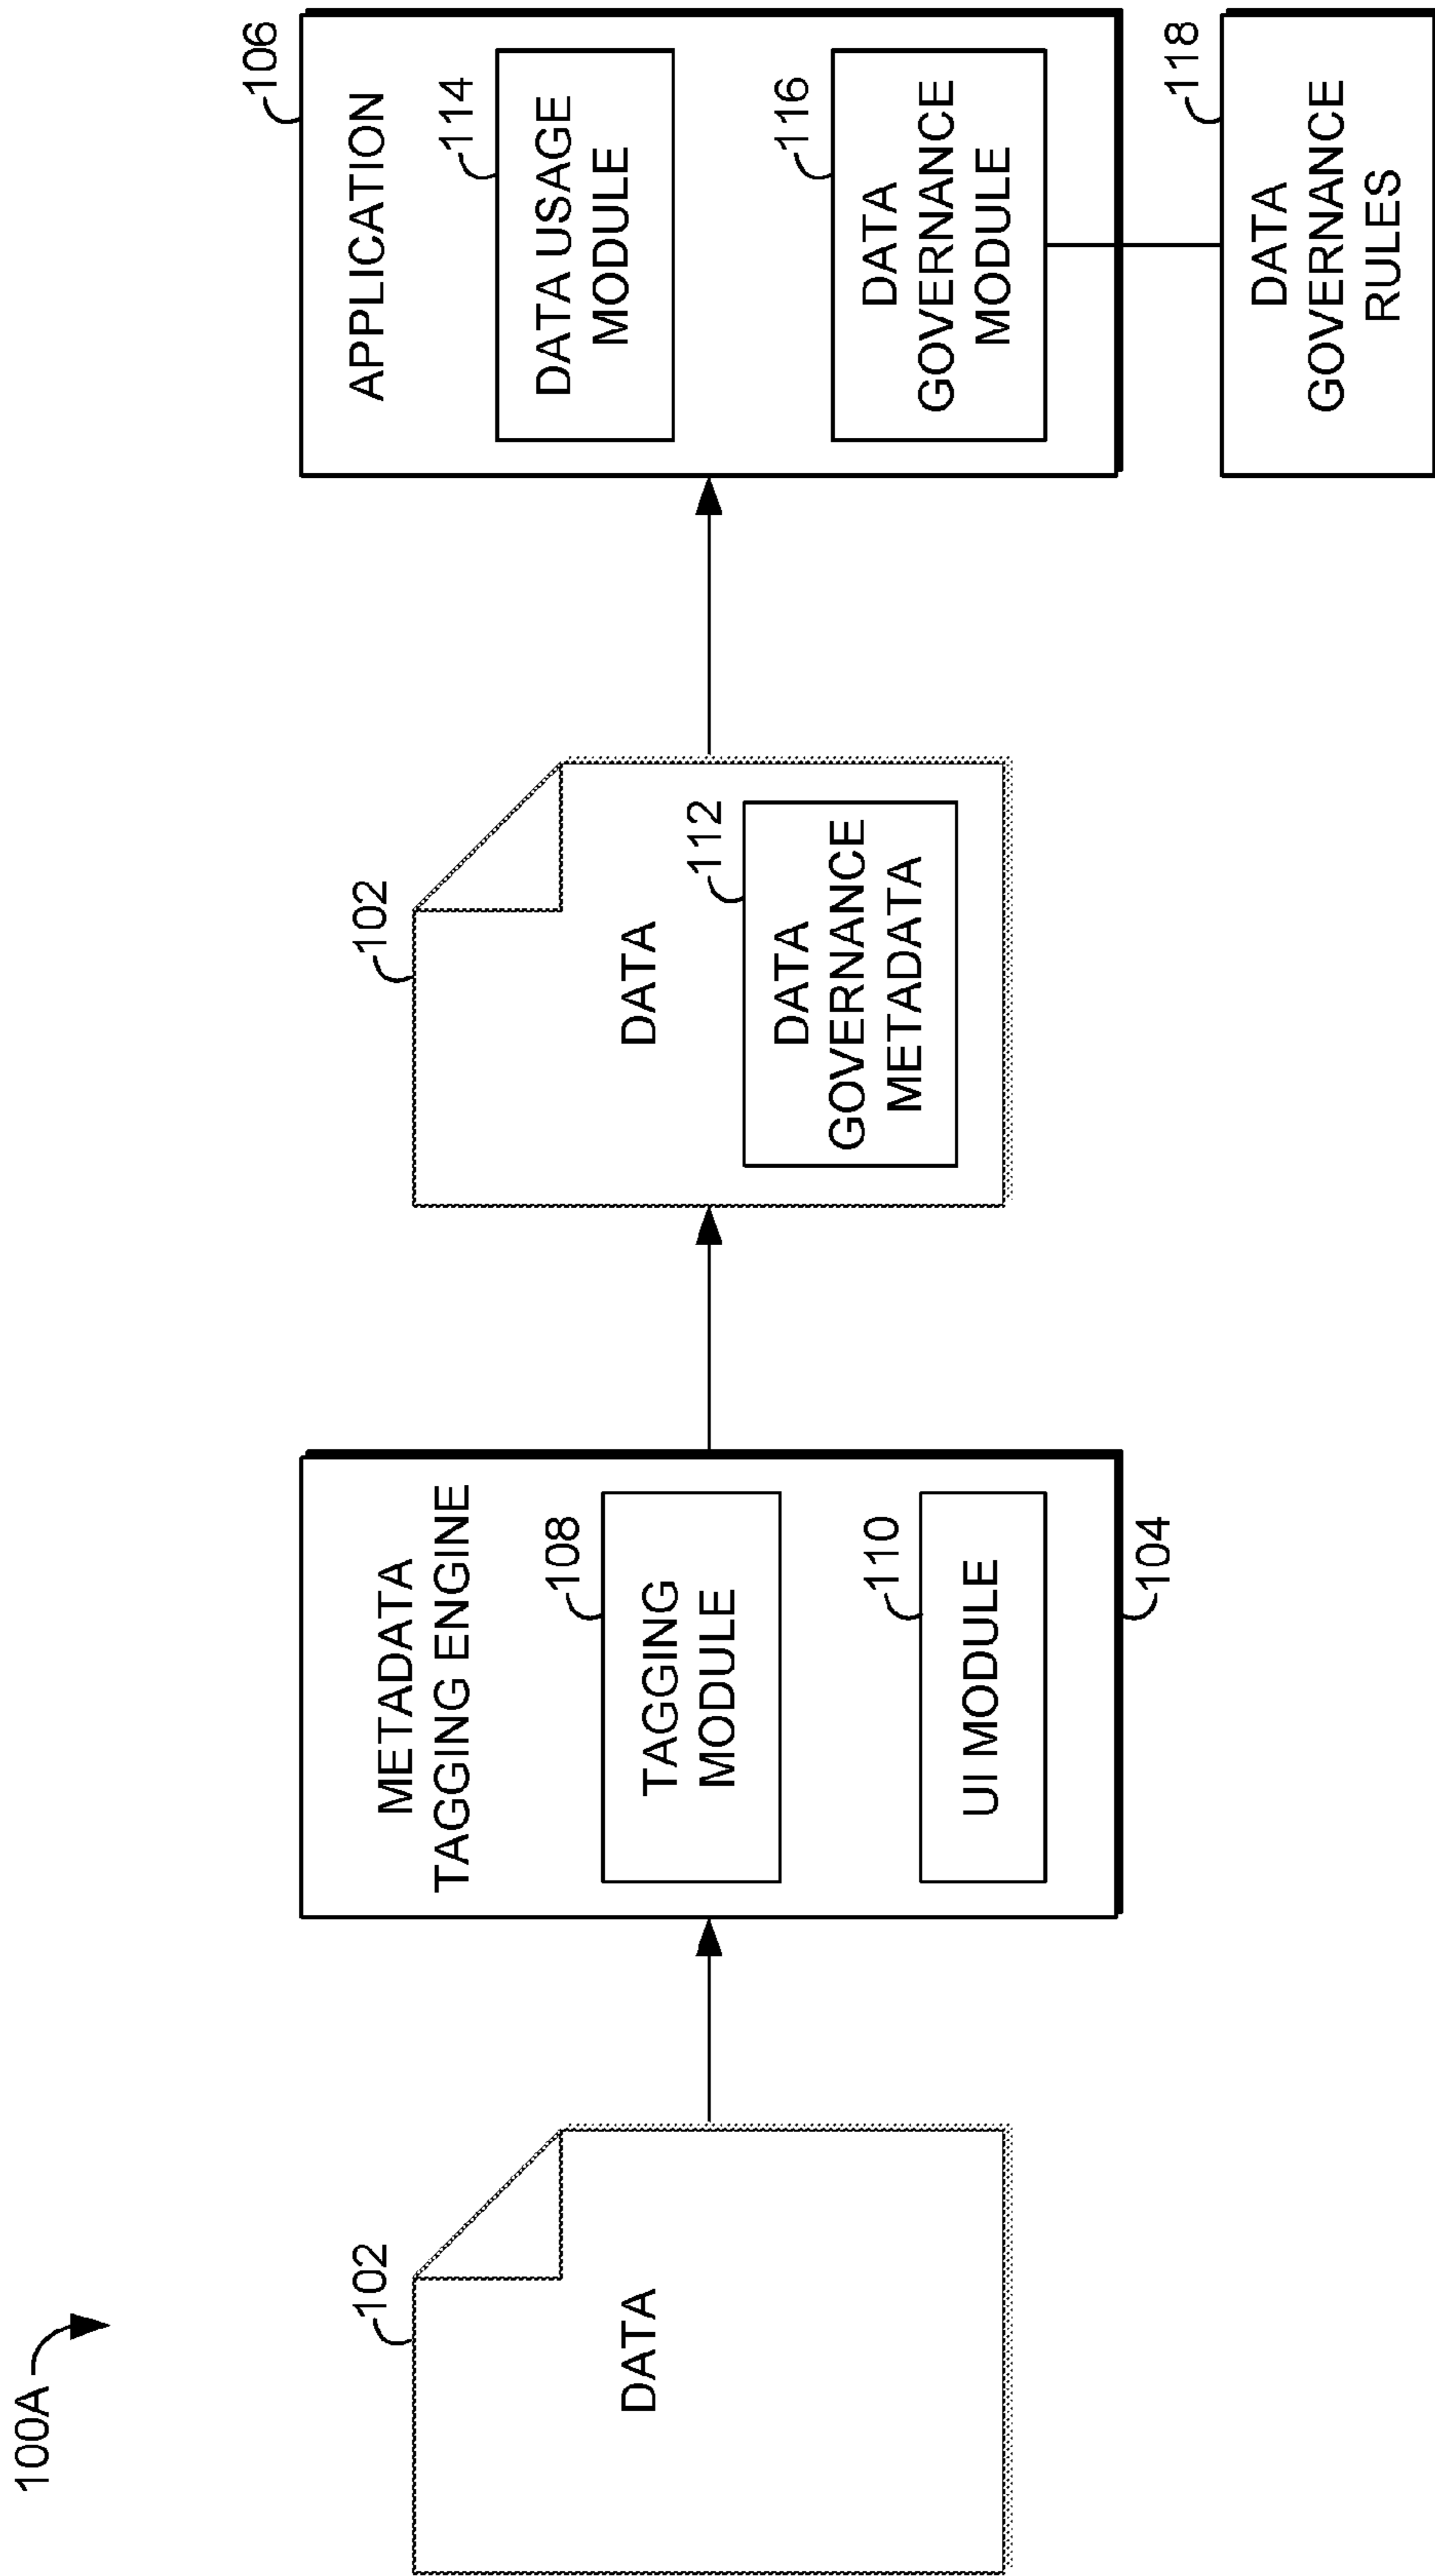 100A
102
DATA
METADATA
TAGGING ENGINE
108
TAGGING
MODULE
110
UI MODULE
104
102
DATA
112
DATA
GOVERNANCE
METADATA
106
APPLICATION
114
DATA USAGE
MODULE
116
DATA
GOVERNANCE
MODULE
118
DATA
GOVERNANCE
RULES